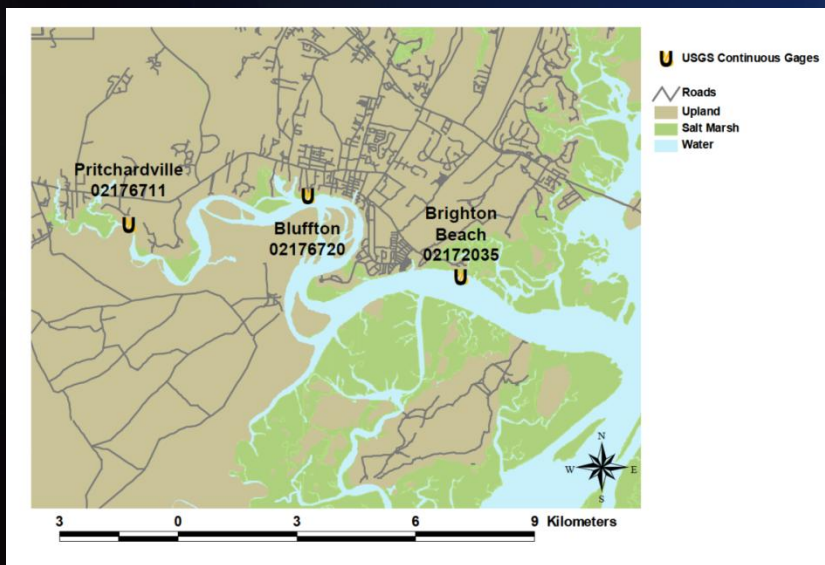 U USGS Continuous Gages
Roads
Upland
Salt Marsh
Water
Pritchardville
02176711
U
U
Bluffton
02176720
Brighton
Beach
02172035
U
N
W E
S
3 0 3 6 9 Kilometers